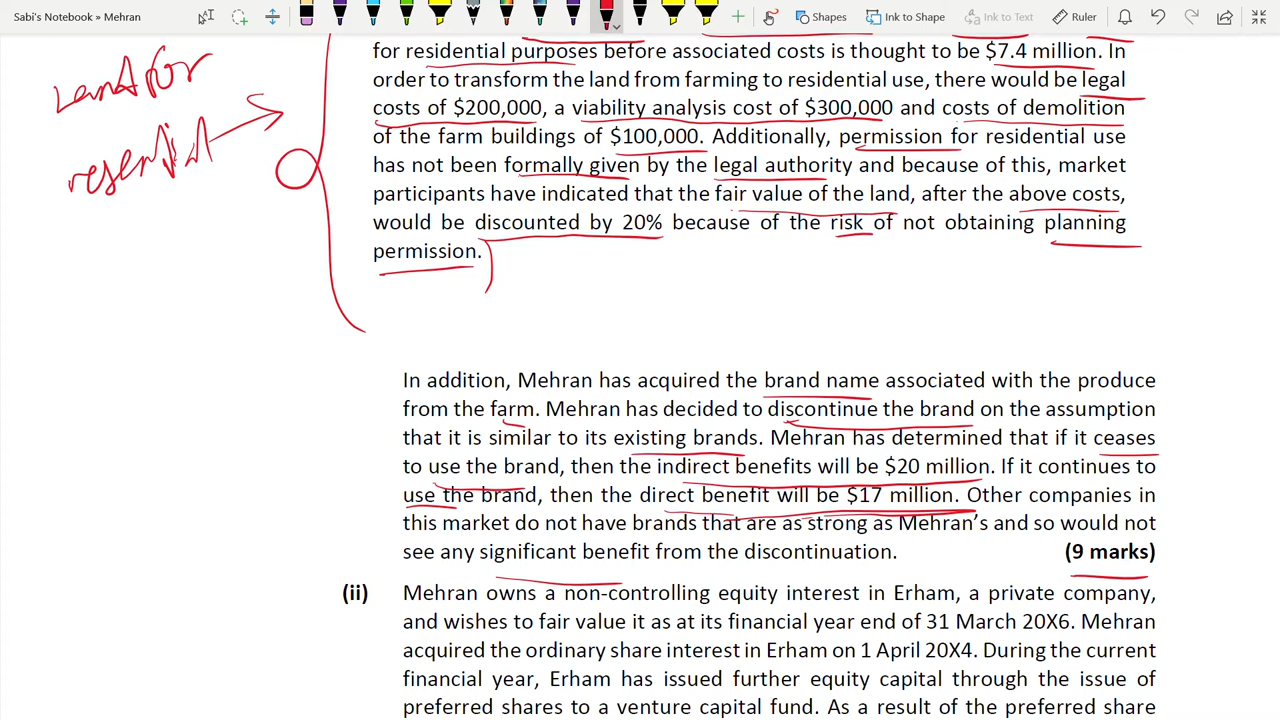 Sabi's Notebook » Mehran
Shapes
Ink to Shape
Ink to Text
Ruler
Land for
for residential purposes before associated costs is thought to be $7.4 million. In
order to transform the land from farming to residential use, there would be legal
costs of $200,000, a viability analysis cost of $300,000 and costs of demolition
of the farm buildings of $100,000. Additionally, permission for residential use
has not been formally given by the legal authority and because of this, market
participants have indicated that the fair value of the land, after the above costs,
would be discounted by 20% because of the risk of not obtaining planning
permission.
In addition, Mehran has acquired the brand name associated with the produce
from the farm. Mehran has decided to discontinue the brand on the assumption
that it is similar to its existing brands. Mehran has determined that if it ceases
to use the brand, then the indirect benefits will be $20 million. If it continues to
use the brand, then the direct benefit will be $17 million. Other companies in
this market do not have brands that are as strong as Mehran's and so would not
see any significant benefit from the discontinuation. (9 marks)
(ii) Mehran owns a non-controlling equity interest in Erham, a private company,
and wishes to fair value it as at its financial year end of 31 March 20X6. Mehran
acquired the ordinary share interest in Erham on 1 April 20X4. During the current
financial year, Erham has issued further equity capital through the issue of
preferred shares to a venture capital fund. As a result of the preferred share